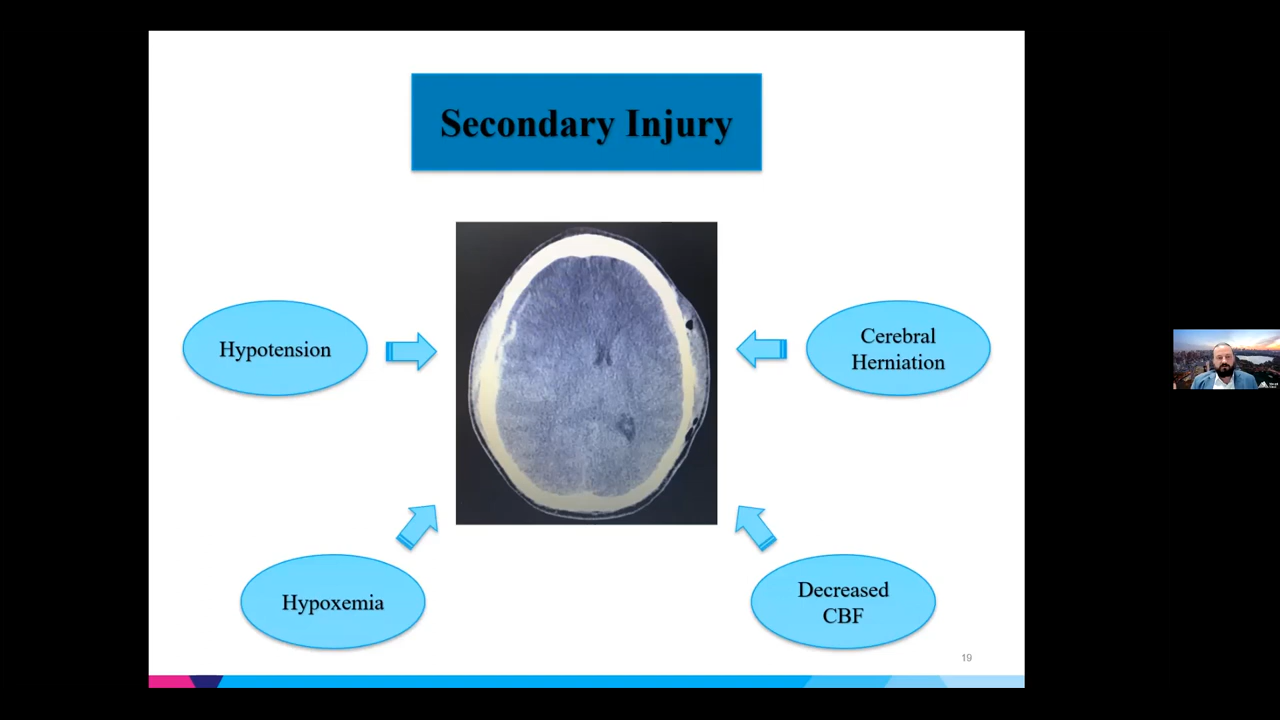 Secondary Injury
Hypotension
Cerebral
Herniation
Hypoxemia
Decreased
CBF
19